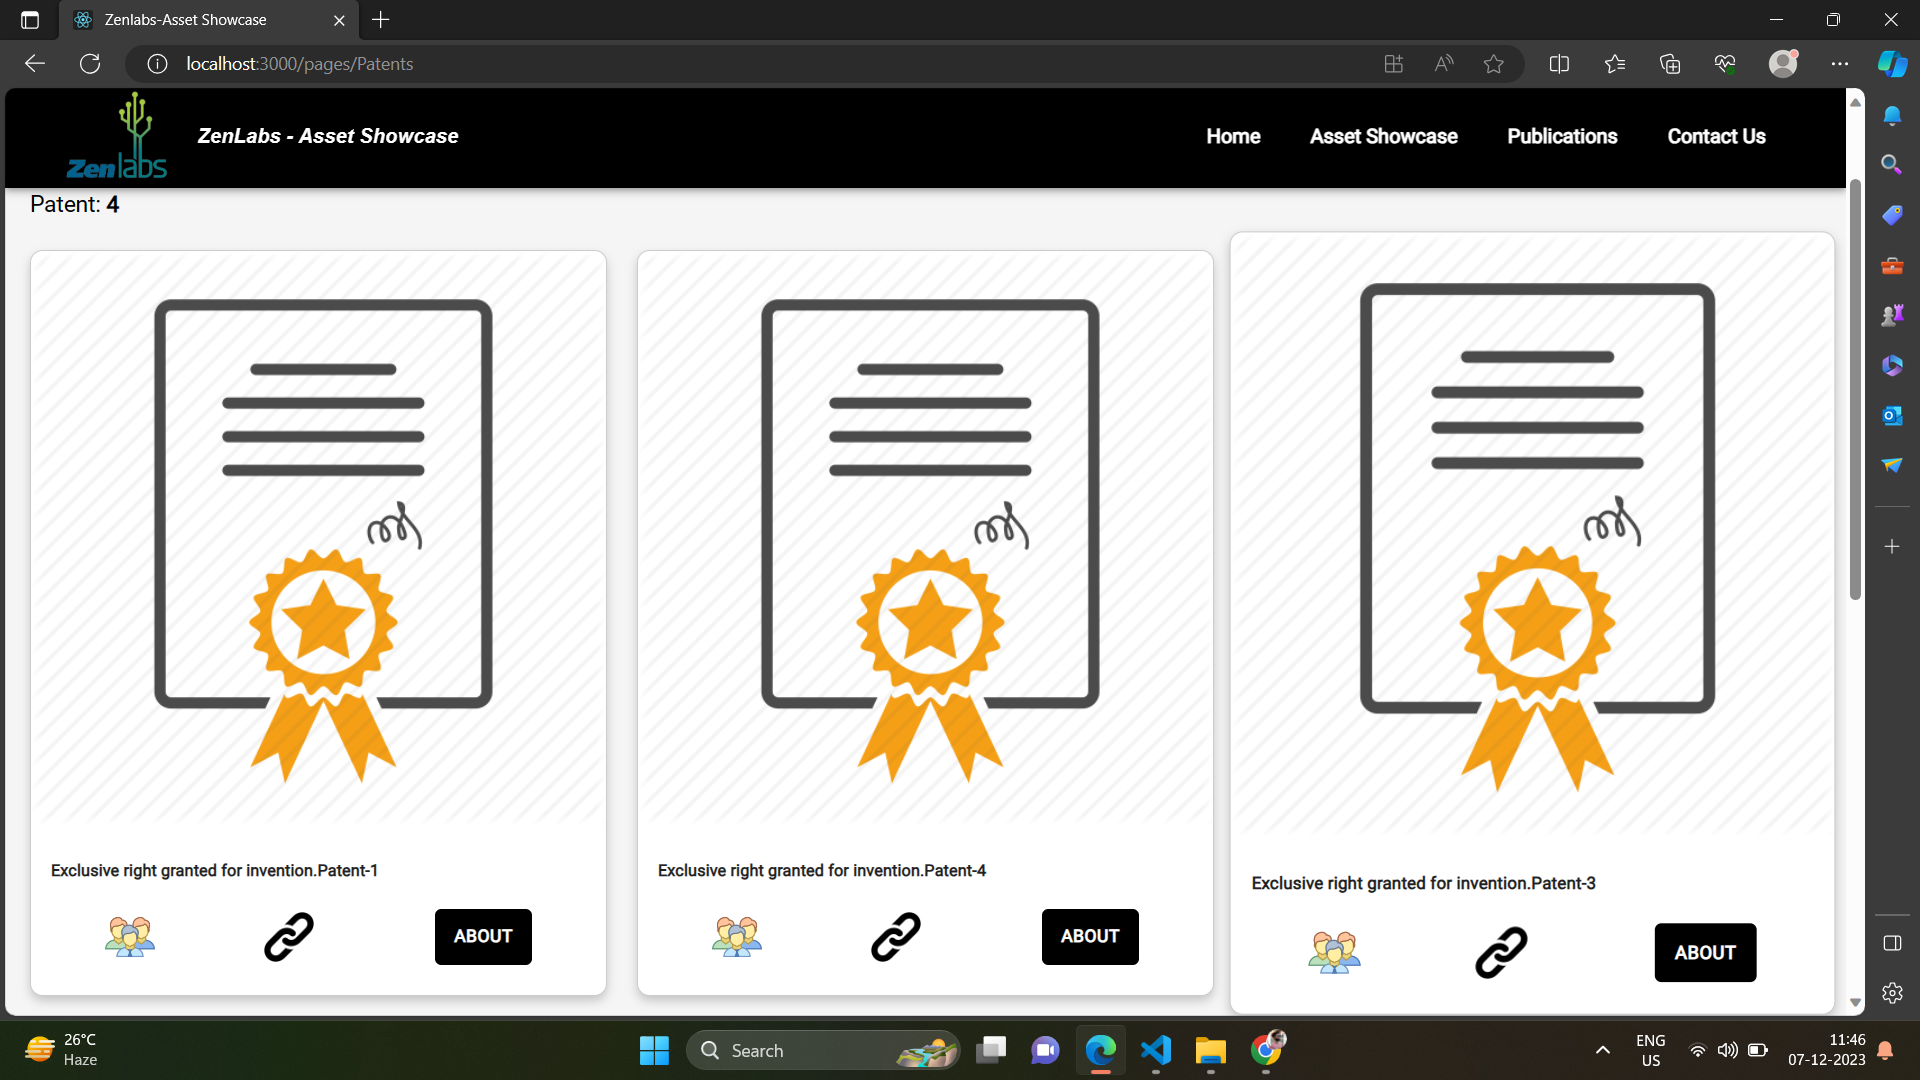 Zenlabs-Asset Showcase
localhost:3000/pages/Patents
Zenlabs
ZenLabs - Asset Showcase
Home
Asset Showcase
Publications
Contact Us
Patent: 4
Exclusive right granted for invention.Patent-1
ABOUT
Exclusive right granted for invention.Patent-4
ABOUT
Exclusive right granted for invention.Patent-3
ABOUT
26°C
Haze
Search
ENG
US
11:46
07-12-2023